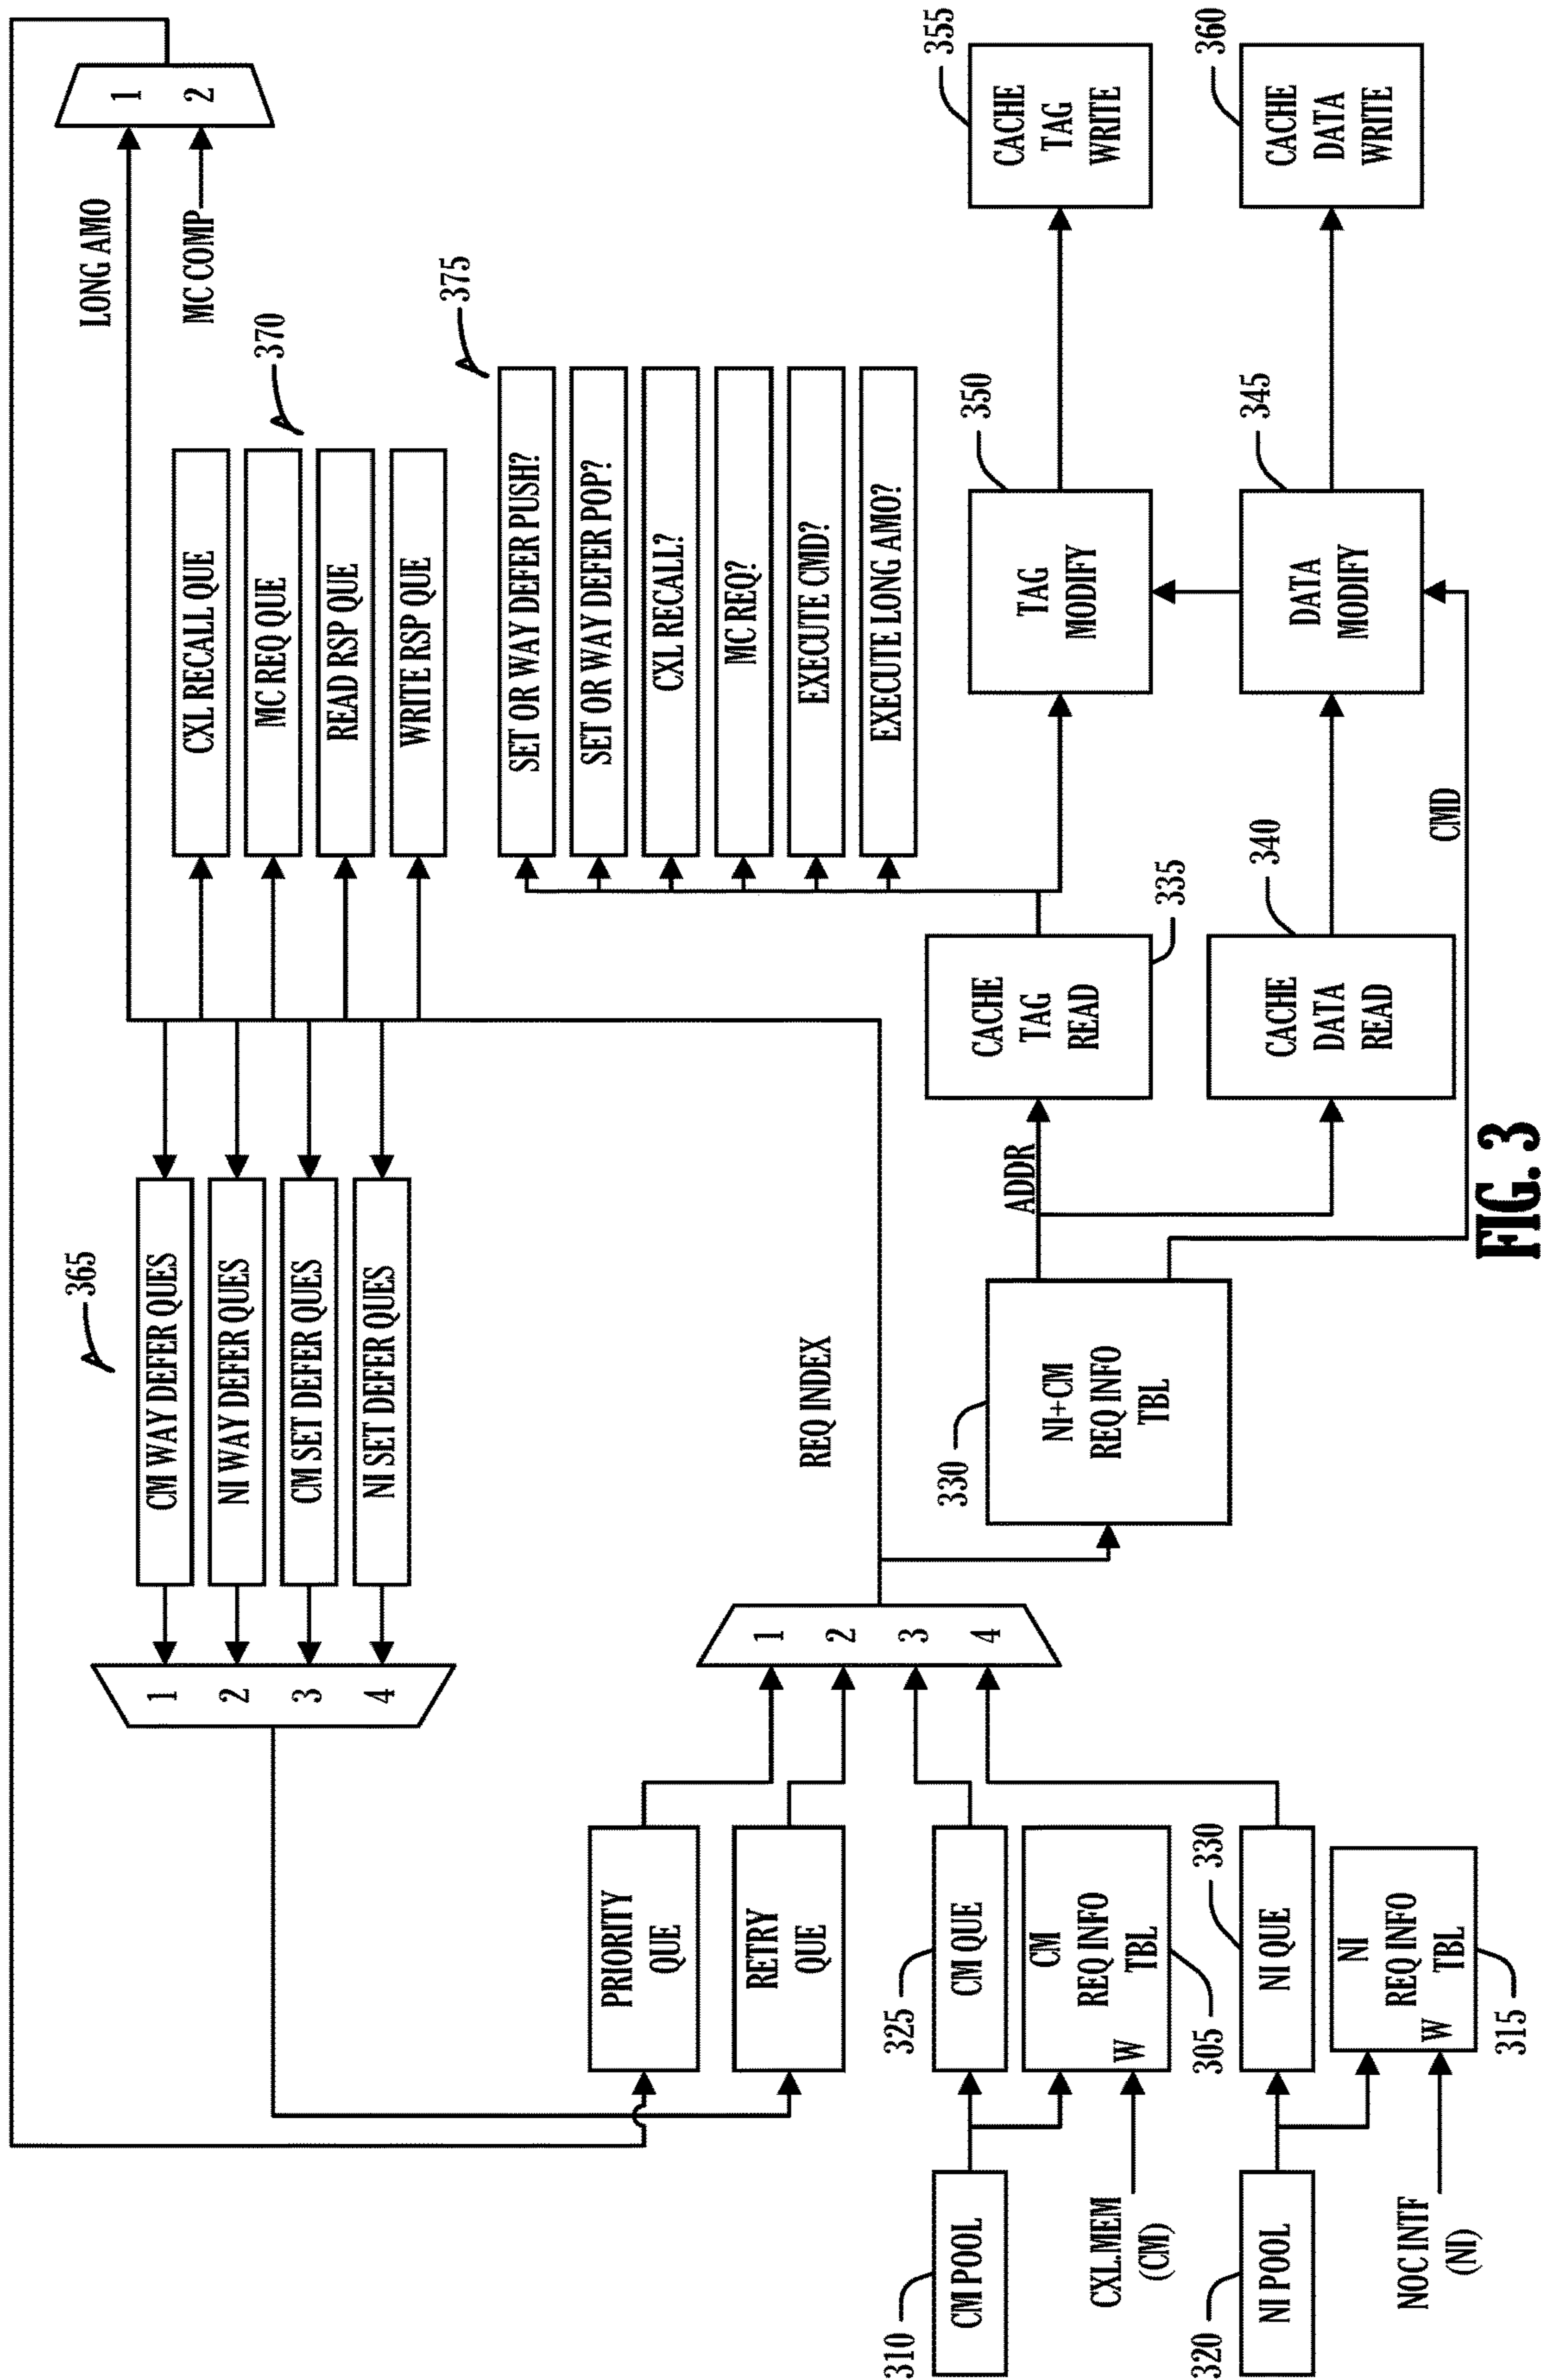 LONG AMO
MC COMP
1
2
365
CM WAY DEFER QUES
NI WAY DEFER QUES
CM SET DEFER QUES
NI SET DEFER QUES
1
2
3
4
370
CXL RECALL QUE
MC REQ QUE
READ RSP QUE
WRITE RSP QUE
375
SET OR WAY DEFER PUSH?
SET OR WAY DEFER POP?
CXL RECALL?
MC REQ?
EXECUTE CMD?
EXECUTE LONG AMO?
PRIORITY
QUE
RETRY
QUE
1
2
3
4
REQ INDEX
310
CM POOL
325
CM QUE
CM
REQ INFO
TBL
W
305
CXL.MEM
(CM)
320
NI POOL
330
NI QUE
NI
REQ INFO
TBL
W
315
NOC INTF
(NI)
330
NI+CM
REQ INFO
TBL
ADDR
CACHE
TAG
READ
335
340
CACHE
DATA
READ
CMD
350
TAG
MODIFY
345
DATA
MODIFY
355
CACHE
TAG
WRITE
360
CACHE
DATA
WRITE
FIG. 3